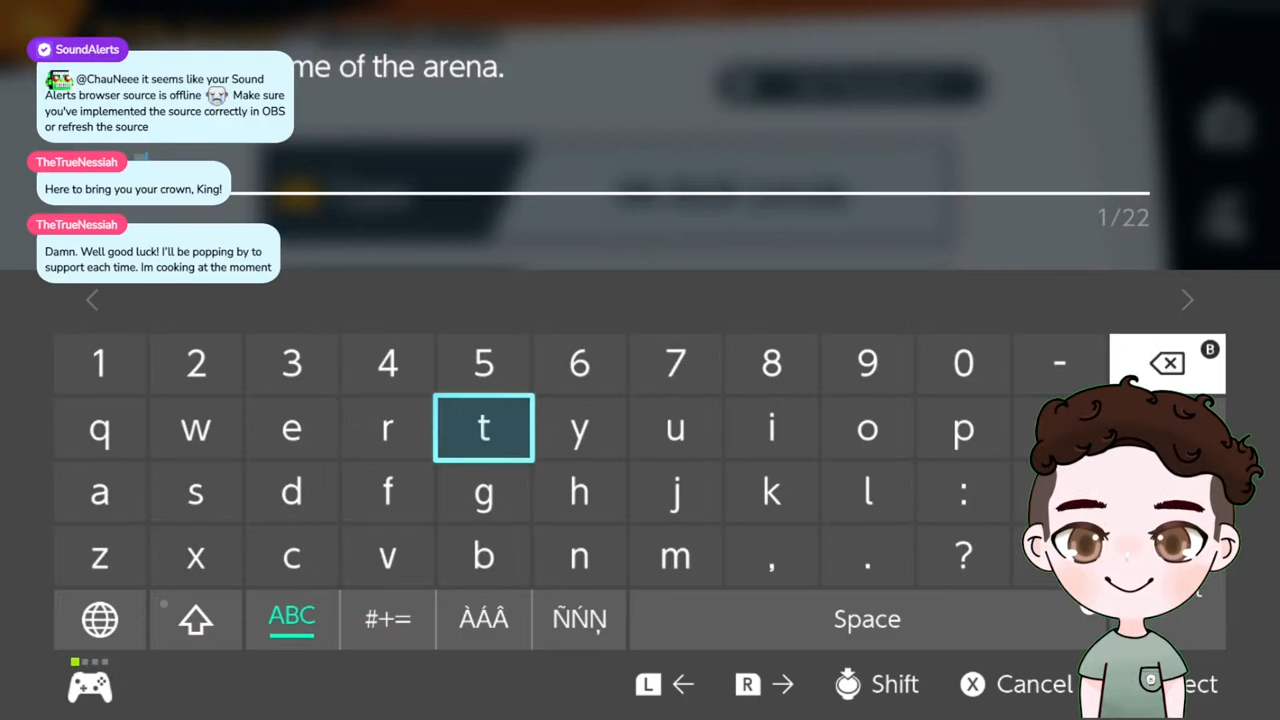 SoundAlerts
@ChauNeee it seems like your Sound
Alerts browser source is offline Make sure
you've implemented the source correctly in OBS
or refresh the source
me of the arena.
TheTrueNessiah
Here to bring you your crown, King!
1/22
TheTrueNessiah
Damn. Well good luck! I'll be popping by to
support each time. Im cooking at the moment
1 2 3 4 5 6 7 8 9 0 - B
q w e r t y u i o p
a s d f g h j k l :
z x c v b n m , . ?
ABC #+= ÀÁÂ ÑŃŅ Space
L ← R → Shift X Cancel ect